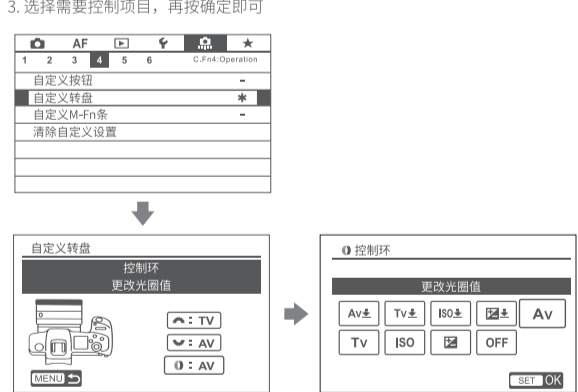 3. 选择需要控制项目，再按确定即可
AF
1 2 3 4 5 6 C.Fn4:Operation
自定义按钮 -
自定义转盘 *
自定义M-Fn条 -
清除自定义设置
自定义转盘
控制环
更改光圈值
: TV
: AV
: AV
MENU
控制环
更改光圈值
Av Tv ISO Av
Tv ISO OFF
SET OK